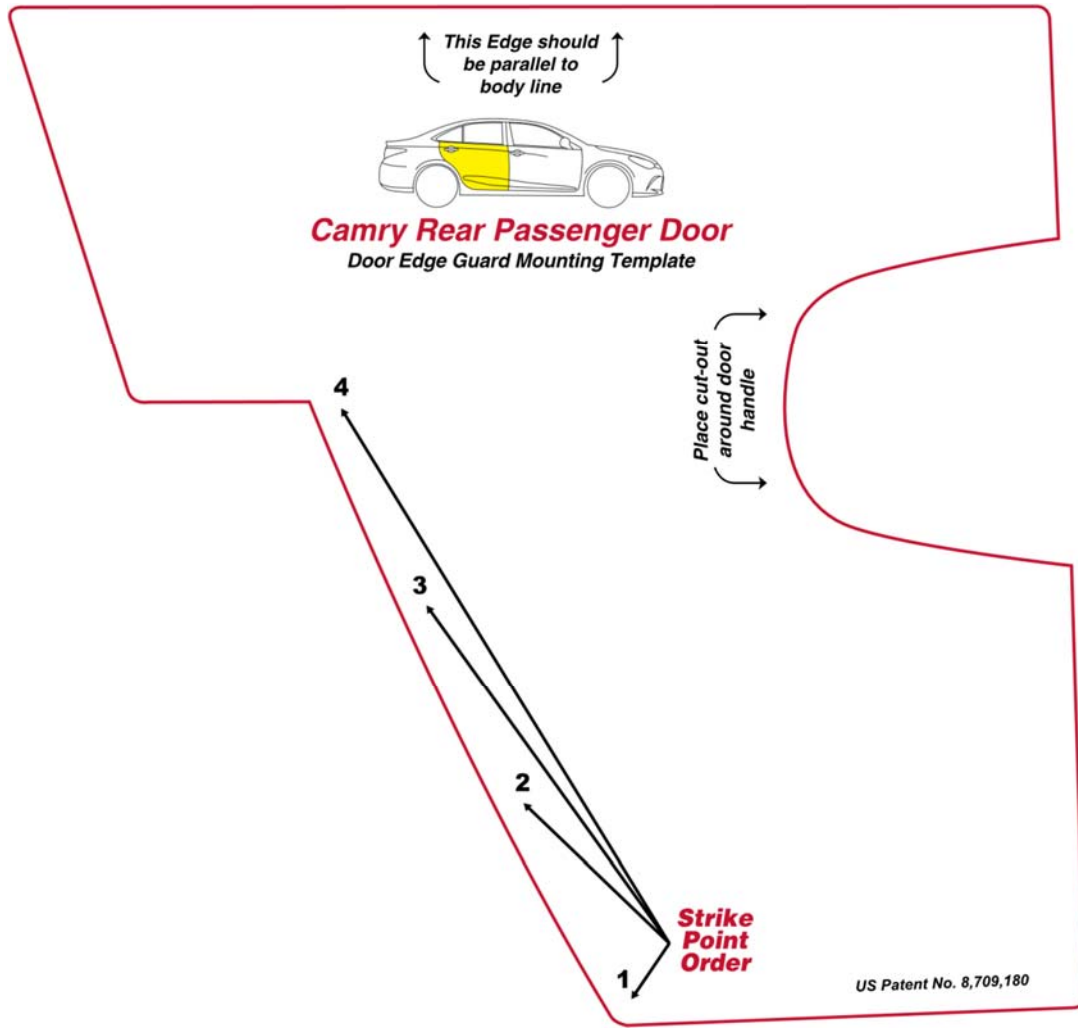 This Edge should
be parallel to
body line
Camry Rear Passenger Door
Door Edge Guard Mounting Template
Place cut-out
around door
handle
4
3
2
1
Strike
Point
Order
US Patent No. 8,709,180